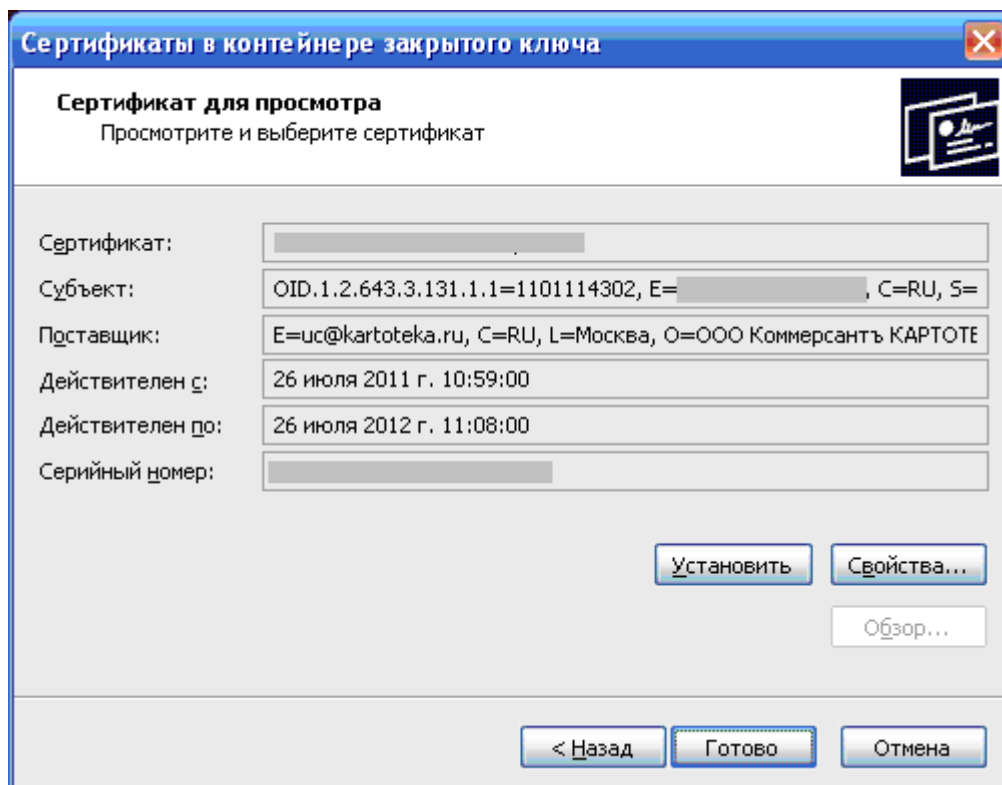 Сертификаты в контейнере закрытого ключа
Сертификат для просмотра
Просмотрите и выберите сертификат
Сертификат:
Субъект: OID.1.2.643.3.131.1.1=1101114302, E= , C=RU, S=
Поставщик: E=uc@kartoteka.ru, C=RU, L=Москва, O=ООО Коммерсантъ КАРТОТЕ
Действителен с: 26 июля 2011 г. 10:59:00
Действителен по: 26 июля 2012 г. 11:08:00
Серийный номер:
Установить Свойства...
Обзор...
< Назад Готово Отмена